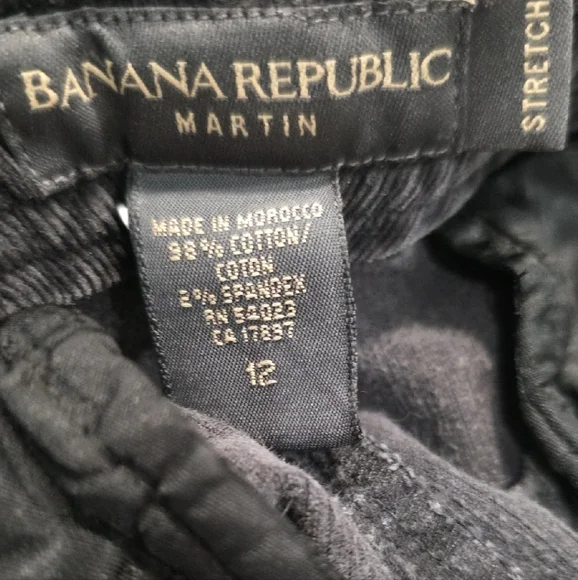 BANANA REPUBLIC
MARTIN
STRETCH
MADE IN MOROCCO
98% COTTON/
COTON
2% SPANDEX
RN 54023
CA 17897
12